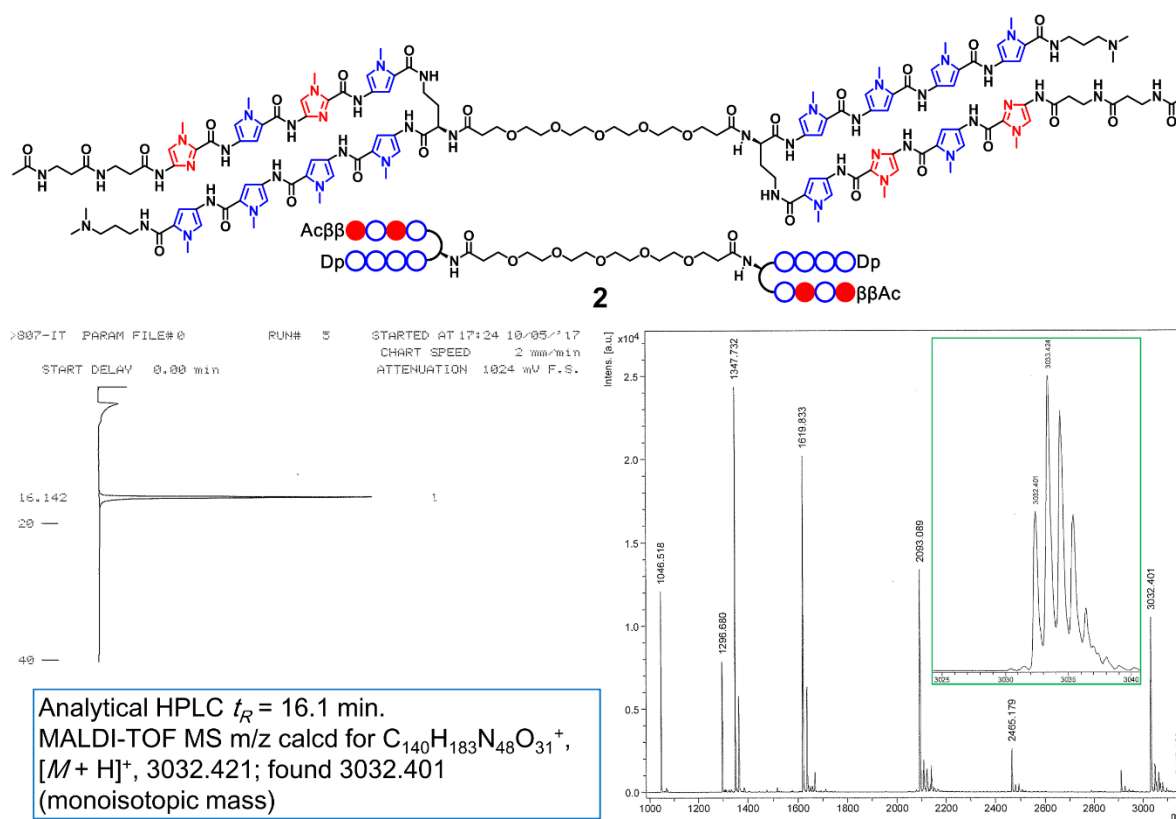 Acββ
Dp
NH
O
O
O
O
O
O
O
N
H
Dp
ββAc
2
>807-IT PARAM FILE# 0 RUN# 5 STARTED AT 17:24 10/05/'17
CHART SPEED 2 mm/min
START DELAY 0.00 min ATTENUATION 1024 mV F.S.
16.142 1
20
40
Intens. [a.u.]
x10⁴
2.5
2.0
1.5
1.0
0.5
0.0
1046.518
1296.680
1347.732
1619.833
2093.089
2465.179
3032.401
3032.401
3033.424
3025 3030 3035 3040
1000 1200 1400 1600 1800 2000 2200 2400 2600 2800 3000
Analytical HPLC tR = 16.1 min.
MALDI-TOF MS m/z calcd for C₁₄₀H₁₈₃N₄₈O₃₁⁺,
[M + H]⁺, 3032.421; found 3032.401
(monoisotopic mass)